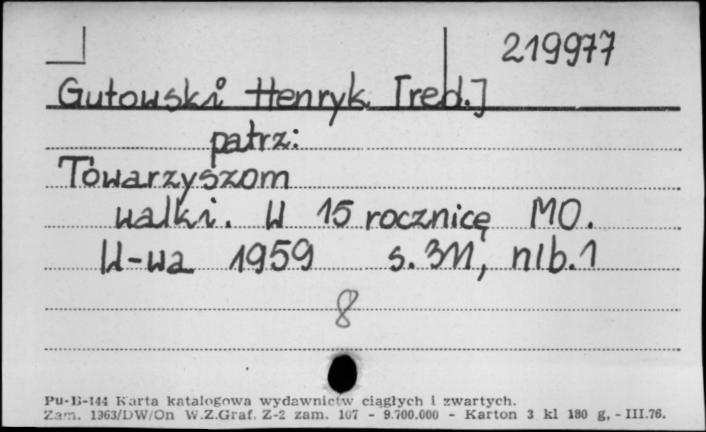 219977
Gutowski Henryk [red.]
patrz:
Towarzyszom
walki. W 15 rocznicę MO.
W-wa 1959 s. 311, nlb.1
8
Pu-B-144 Karta katalogowa wydawnictw ciągłych i zwartych.
Zam. 1363/DW/On W.Z.Graf. Z-2 zam. 107 - 9.700.000 - Karton 3 kl 180 g, - III.76.